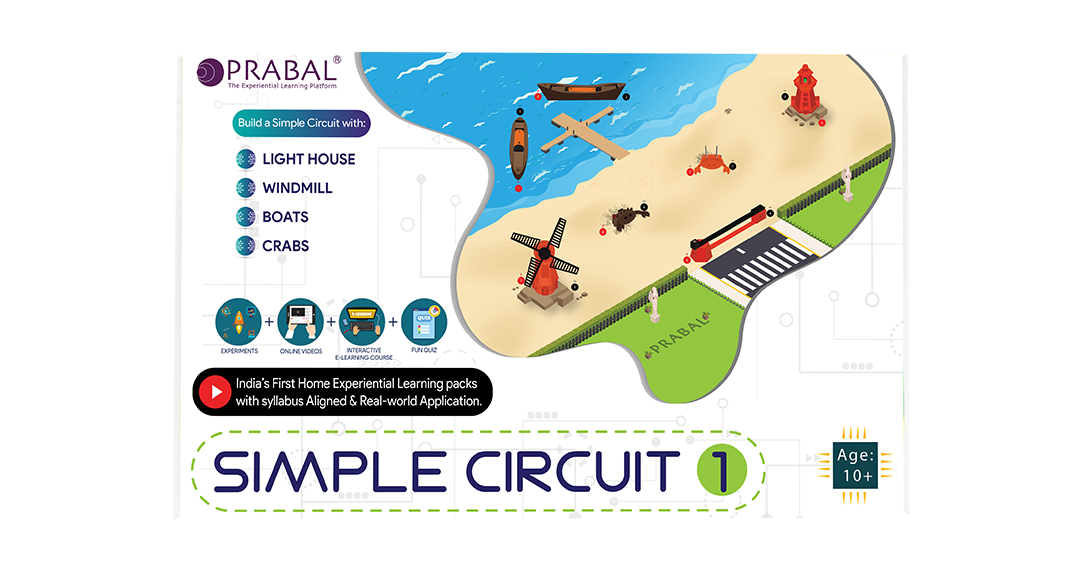 PRABAL®
The Experiential Learning Platform
Build a Simple Circuit with:
LIGHT HOUSE
WINDMILL
BOATS
CRABS
E-LEARNING
QUIZ
+ + +
EXPERIMENTS
ONLINE VIDEOS
INTERACTIVE
E-LEARNING COURSE
FUN QUIZ
PRABAL
India's First Home Experiential Learning packs
with syllabus Aligned & Real-world Application.
SIMPLE CIRCUIT 1
Age:
10+